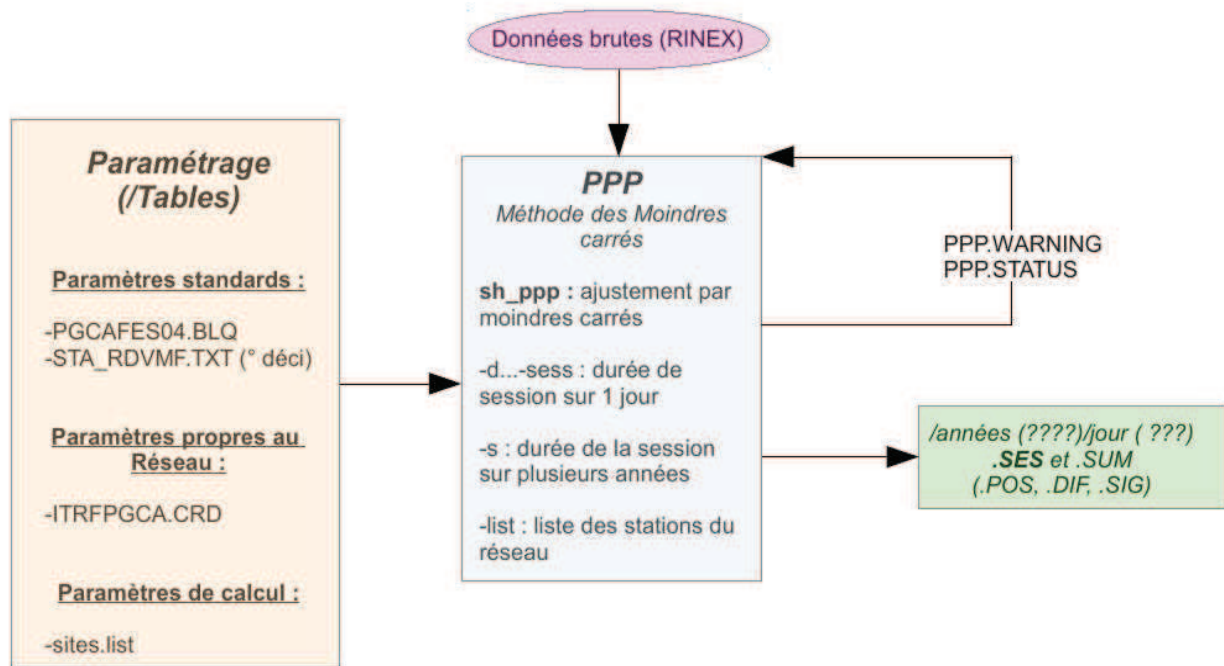 Données brutes (RINEX)
Paramétrage
(/Tables)
Paramètres standards :
-PGCAFES04.BLQ
-STA_RDVMF.TXT (° déci)
Paramètres propres au
Réseau :
-ITRFPGCA.CRD
Paramètres de calcul :
-sites.list
PPP
Méthode des Moindres
carrés
sh_ppp : ajustement par
moindres carrés
-d...-sess : durée de
session sur 1 jour
-s : durée de la session
sur plusieurs années
-list : liste des stations du
réseau
PPP.WARNING
PPP.STATUS
/années (????)/jour ( ???)
.SES et .SUM
(.POS, .DIF, .SIG)